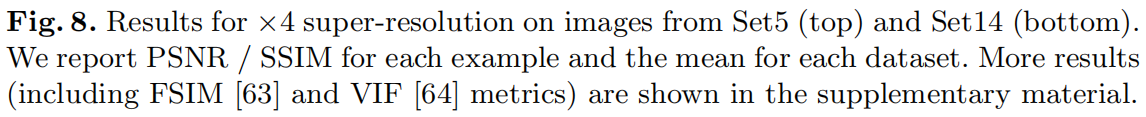 Fig. 8. Results for ×4 super-resolution on images from Set5 (top) and Set14 (bottom).
We report PSNR / SSIM for each example and the mean for each dataset. More results
(including FSIM [63] and VIF [64] metrics) are shown in the supplementary material.